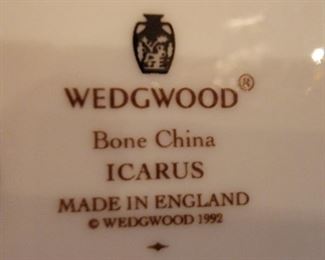 WEDGWOOD®
Bone China
ICARUS
MADE IN ENGLAND
© WEDGWOOD 1992